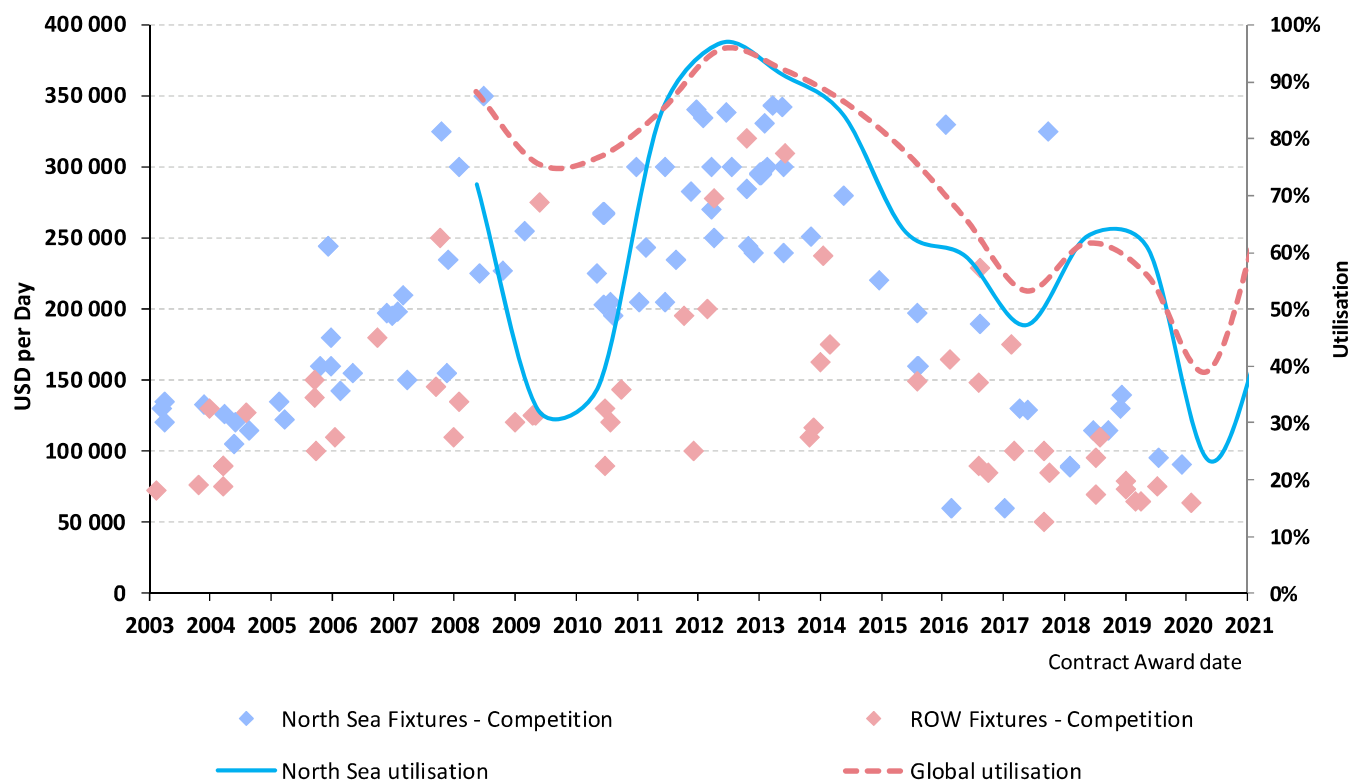 400 000
350 000
300 000
250 000
200 000
150 000
100 000
50 000
0
USD per Day
100%
90%
80%
70%
60%
50%
40%
30%
20%
10%
0%
Utilisation
2003 2004 2005 2006 2007 2008 2009 2010 2011 2012 2013 2014 2015 2016 2017 2018 2019 2020 2021
Contract Award date
North Sea Fixtures - Competition
ROW Fixtures - Competition
North Sea utilisation
Global utilisation